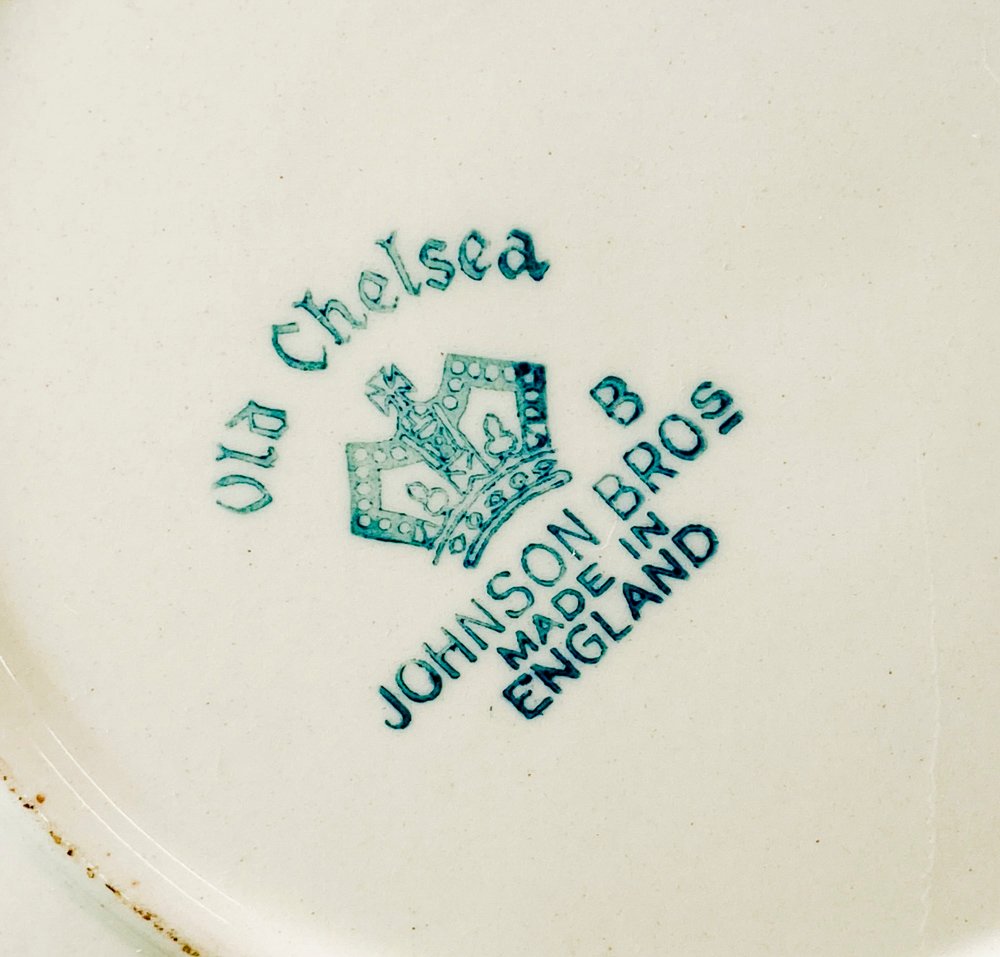 Old Chelsea
B
JOHNSON BROS
MADE IN
ENGLAND